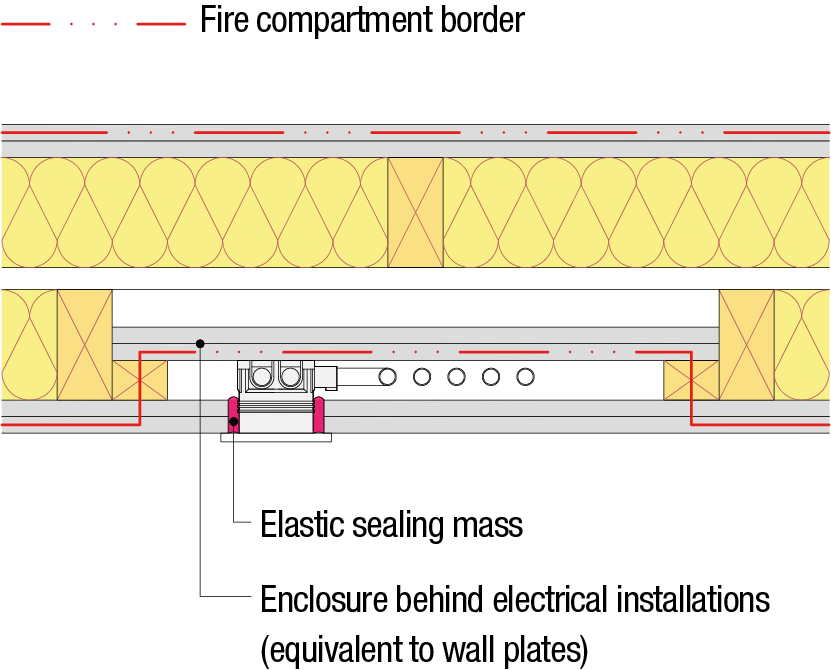 Fire compartment border
Elastic sealing mass
Enclosure behind electrical installations
(equivalent to wall plates)